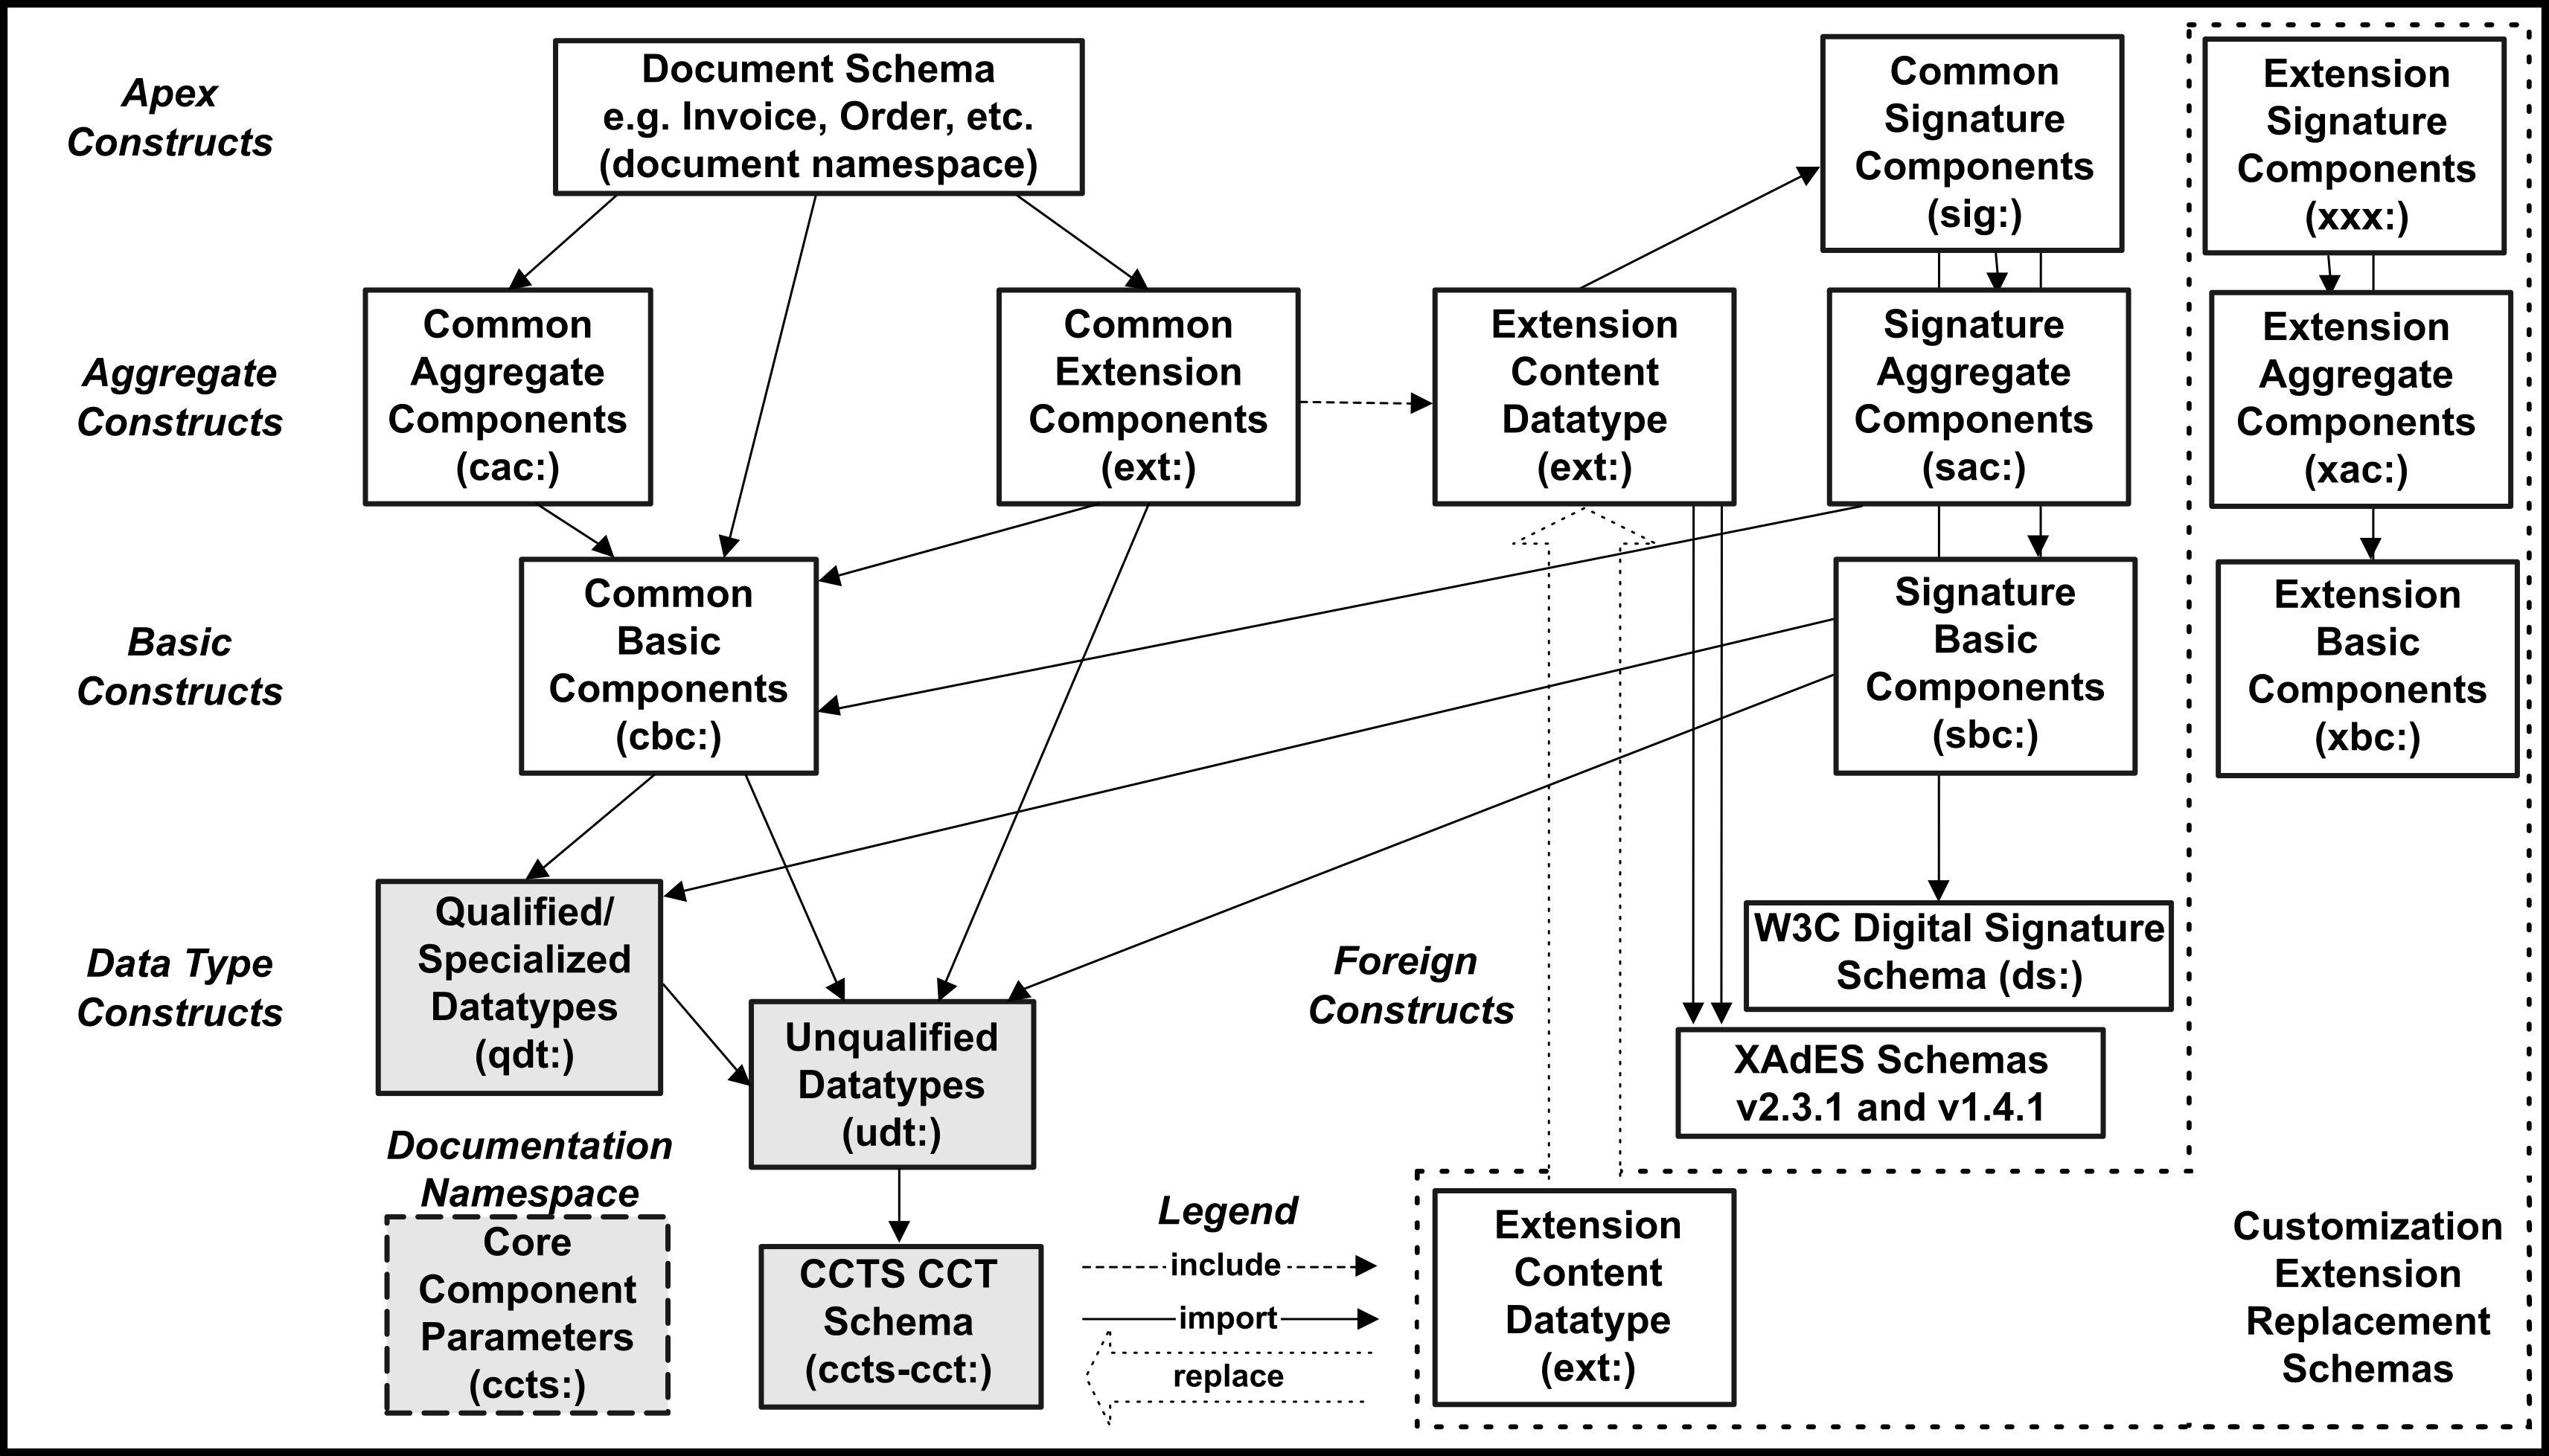 Apex
Constructs
Document Schema
e.g. Invoice, Order, etc.
(document namespace)
Common
Signature
Components
(sig:)
Extension
Signature
Components
(xxx:)
Aggregate
Constructs
Common
Aggregate
Components
(cac:)
Common
Extension
Components
(ext:)
Extension
Content
Datatype
(ext:)
Signature
Aggregate
Components
(sac:)
Extension
Aggregate
Components
(xac:)
Basic
Constructs
Common
Basic
Components
(cbc:)
Signature
Basic
Components
(sbc:)
Extension
Basic
Components
(xbc:)
Data Type
Constructs
Qualified/
Specialized
Datatypes
(qdt:)
Unqualified
Datatypes
(udt:)
Foreign
Constructs
W3C Digital Signature
Schema (ds:)
XAdES Schemas
v2.3.1 and v1.4.1
Documentation
Namespace
Core
Component
Parameters
(ccts:)
CCTS CCT
Schema
(ccts-cct:)
Legend
include
import
replace
Extension
Content
Datatype
(ext:)
Customization
Extension
Replacement
Schemas